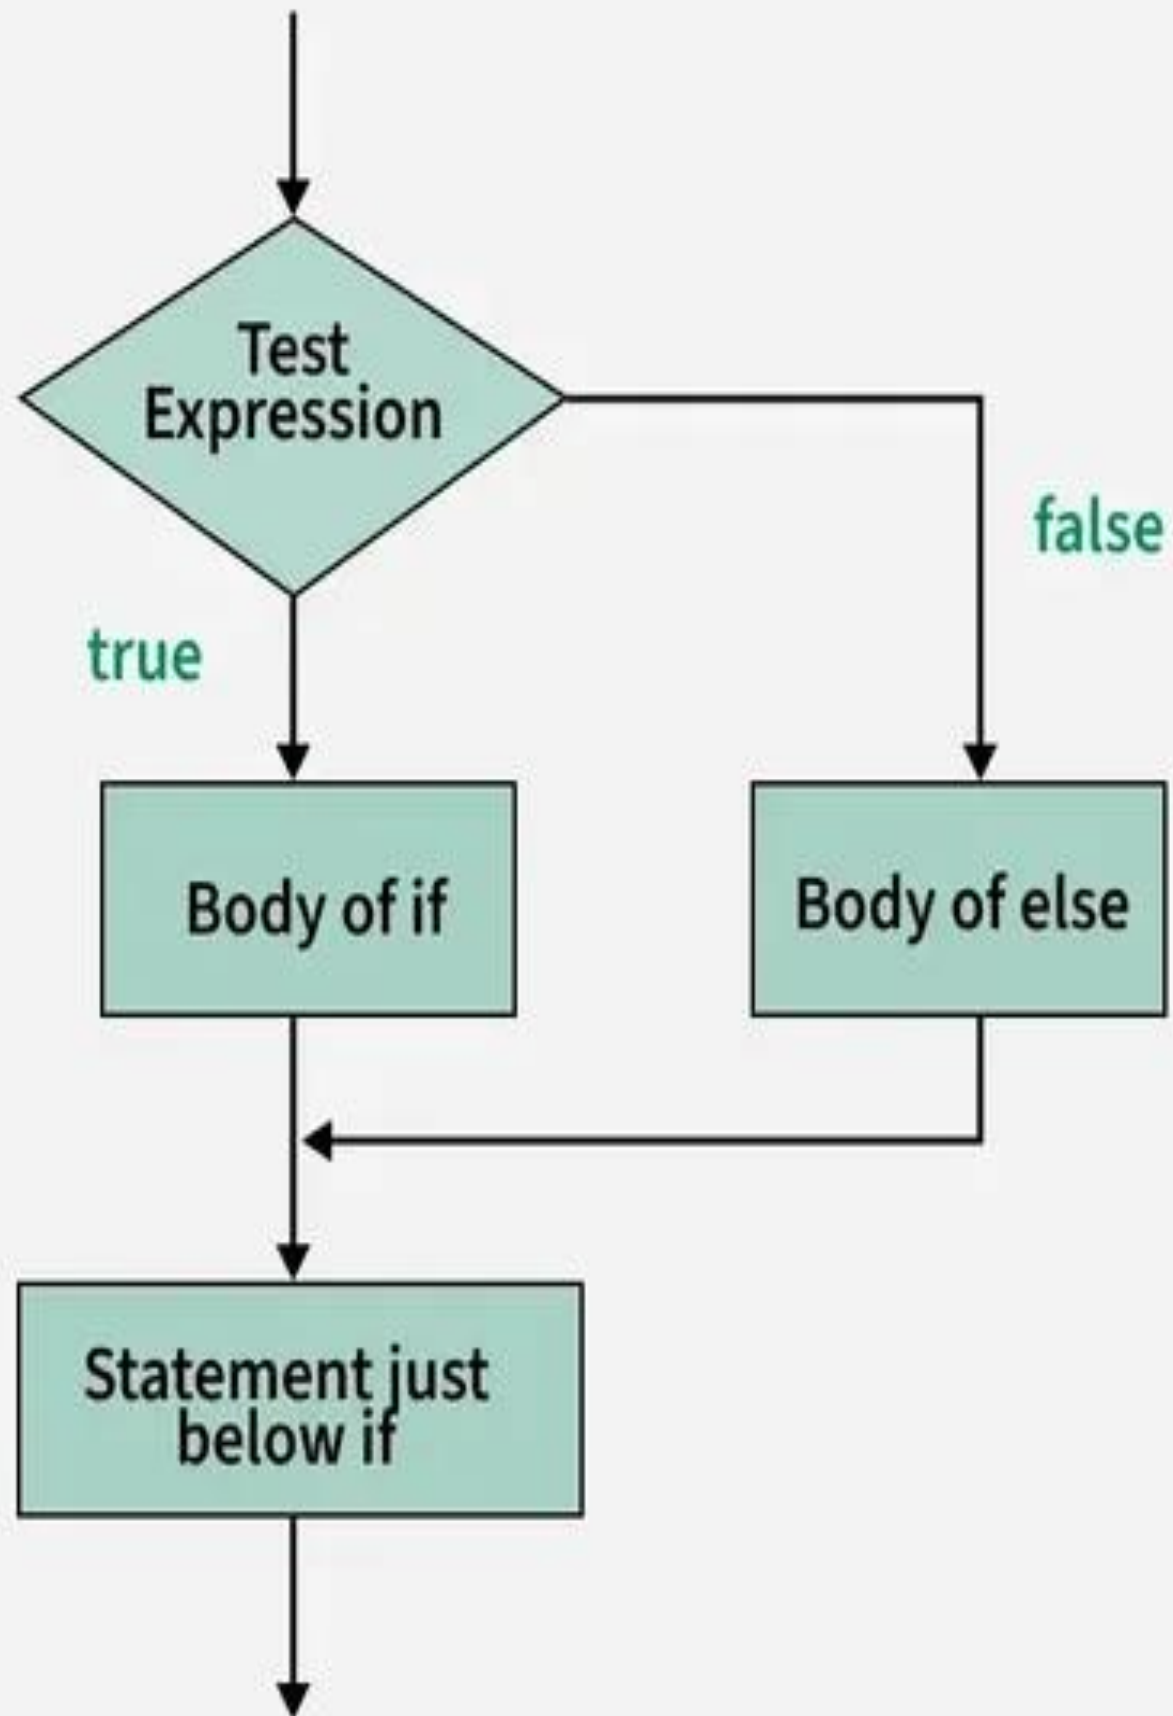 Test
Expression
false
true
Body of if
Body of else
Statement just
below if